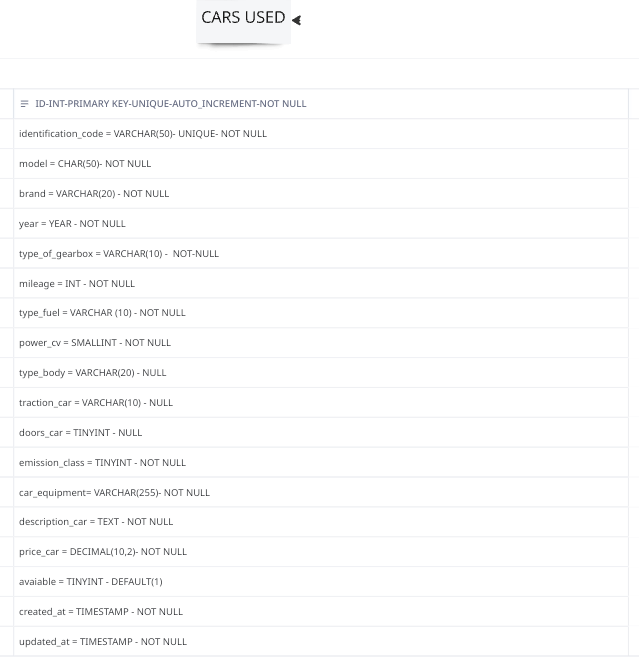 CARS USED
ID-INT-PRIMARY KEY-UNIQUE-AUTO_INCREMENT-NOT NULL
identification_code = VARCHAR(50)- UNIQUE- NOT NULL
model = CHAR(50)- NOT NULL
brand = VARCHAR(20) - NOT NULL
year = YEAR - NOT NULL
type_of_gearbox = VARCHAR(10) -  NOT-NULL
mileage = INT - NOT NULL
type_fuel = VARCHAR (10) - NOT NULL
power_cv = SMALLINT - NOT NULL
type_body = VARCHAR(20) - NULL
traction_car = VARCHAR(10) - NULL
doors_car = TINYINT - NULL
emission_class = TINYINT - NOT NULL
car_equipment= VARCHAR(255)- NOT NULL
description_car = TEXT - NOT NULL
price_car = DECIMAL(10,2)- NOT NULL
avaiable = TINYINT - DEFAULT(1)
created_at = TIMESTAMP - NOT NULL
updated_at = TIMESTAMP - NOT NULL